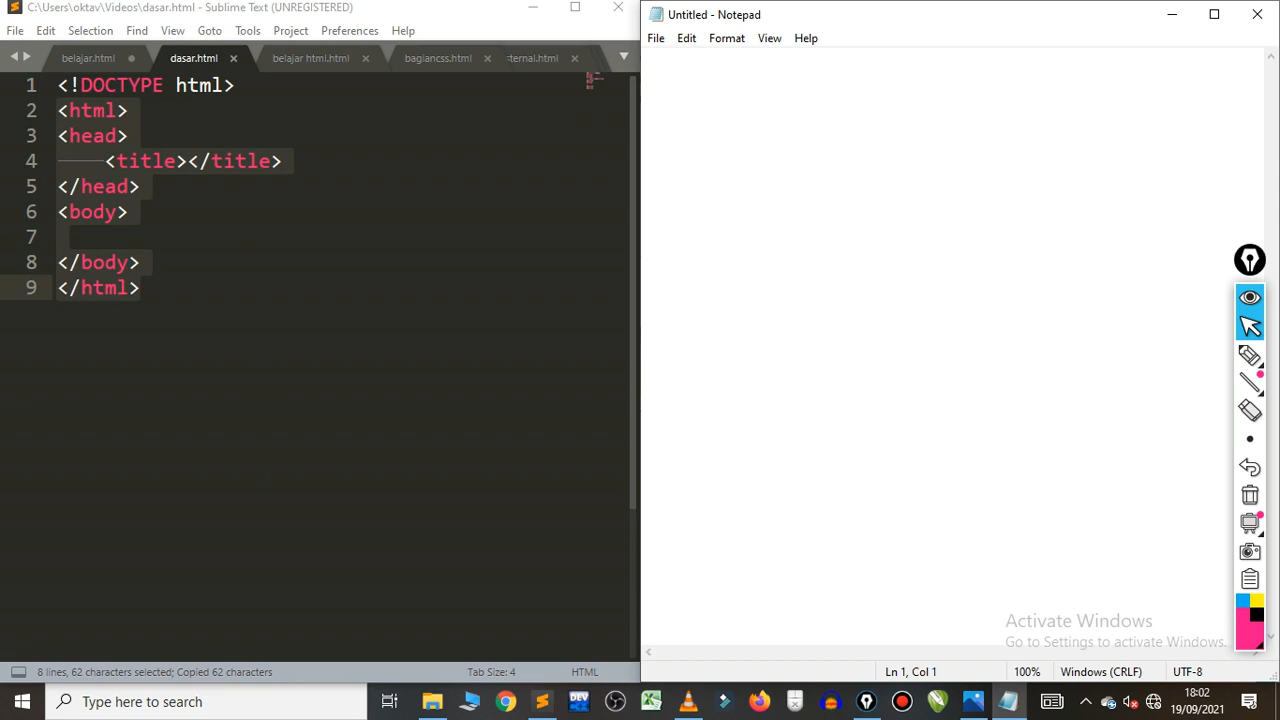 C:\Users\oktav\Videos\dasar.html - Sublime Text (UNREGISTERED)
File Edit Selection Find View Goto Tools Project Preferences Help
belajar.html dasar.html belajar html.html bagiancss.html ternal.html
1 <!DOCTYPE html>
2 <html>
3 <head>
4 <title></title>
5 </head>
6 <body>
7
8 </body>
9 </html>
8 lines, 62 characters selected; Copied 62 characters Tab Size: 4 HTML
Untitled - Notepad
File Edit Format View Help
Activate Windows
Go to Settings to activate Windows.
Ln 1, Col 1 100% Windows (CRLF) UTF-8
Type here to search
DEV
18:02
19/09/2021